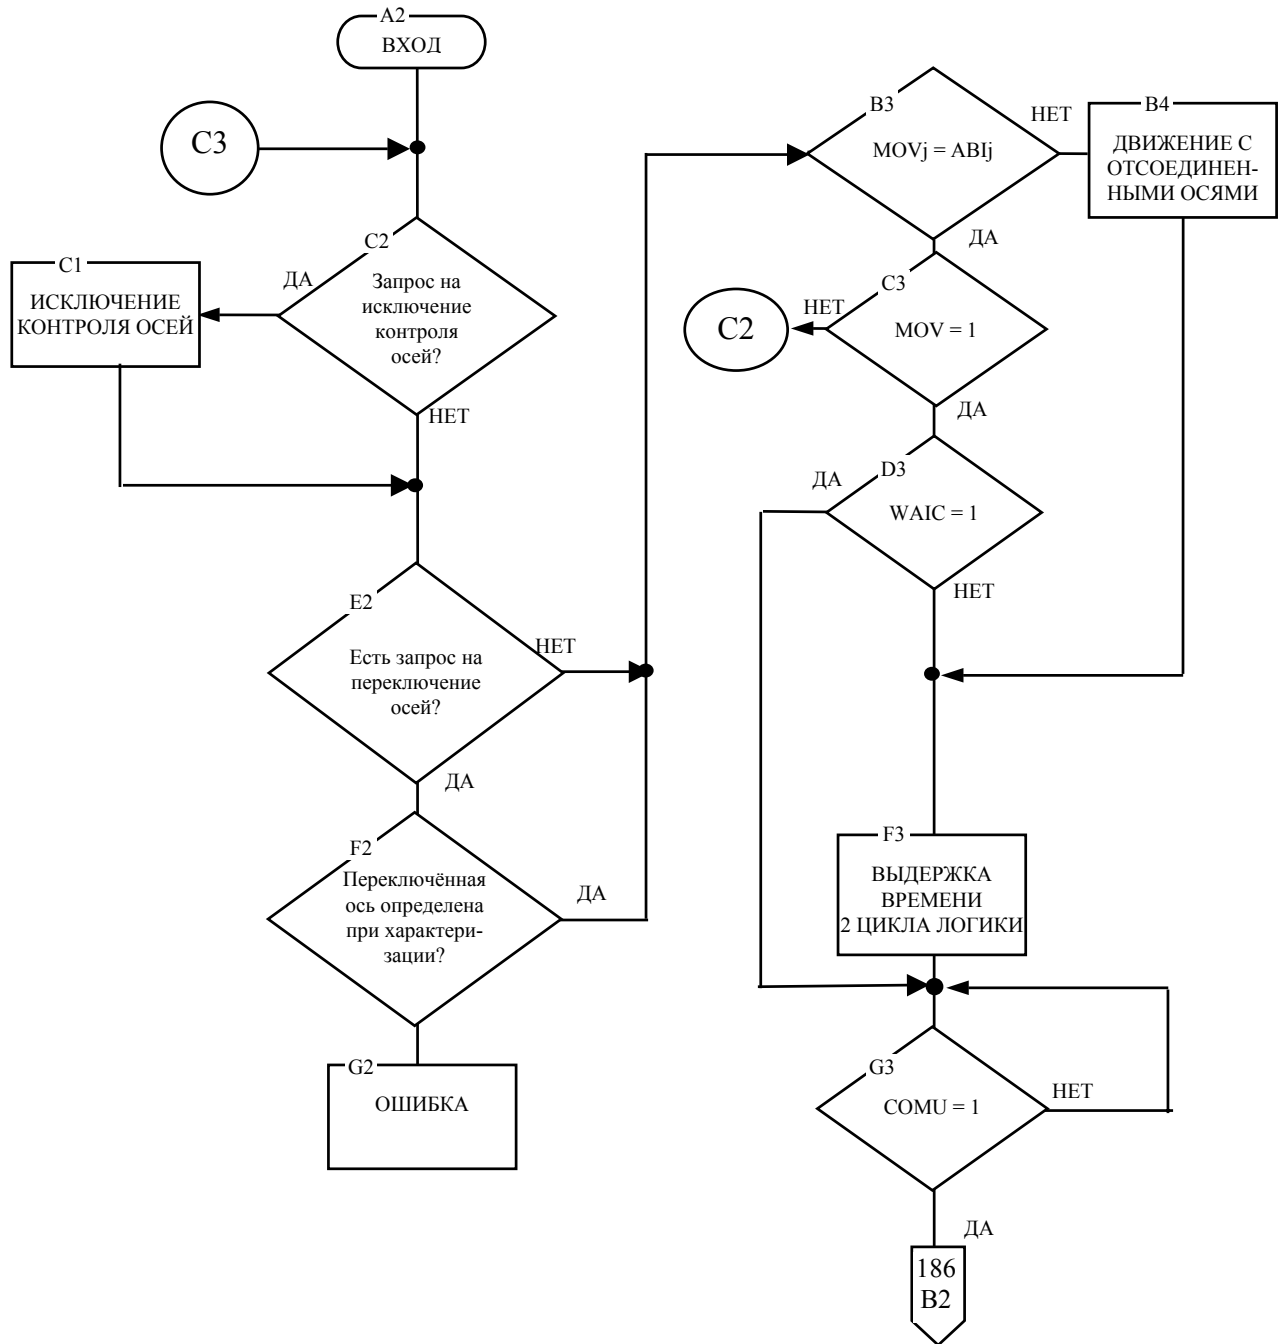 A2
ВХОД
C3
C2
Запрос на
исключение
контроля
осей?
ДА
C1
ИСКЛЮЧЕНИЕ
КОНТРОЛЯ ОСЕЙ
НЕТ
E2
Есть запрос на
переключение
осей?
НЕТ
ДА
F2
Переключённая
ось определена
при характери-
зации?
ДА
G2
ОШИБКА
B3
MOVj = ABIj
НЕТ
B4
ДВИЖЕНИЕ С
ОТСОЕДИНЕН-
НЫМИ ОСЯМИ
ДА
C3
MOV = 1
НЕТ
C2
ДА
D3
WAIC = 1
ДА
НЕТ
F3
ВЫДЕРЖКА
ВРЕМЕНИ
2 ЦИКЛА ЛОГИКИ
G3
COMU = 1
НЕТ
ДА
186
B2